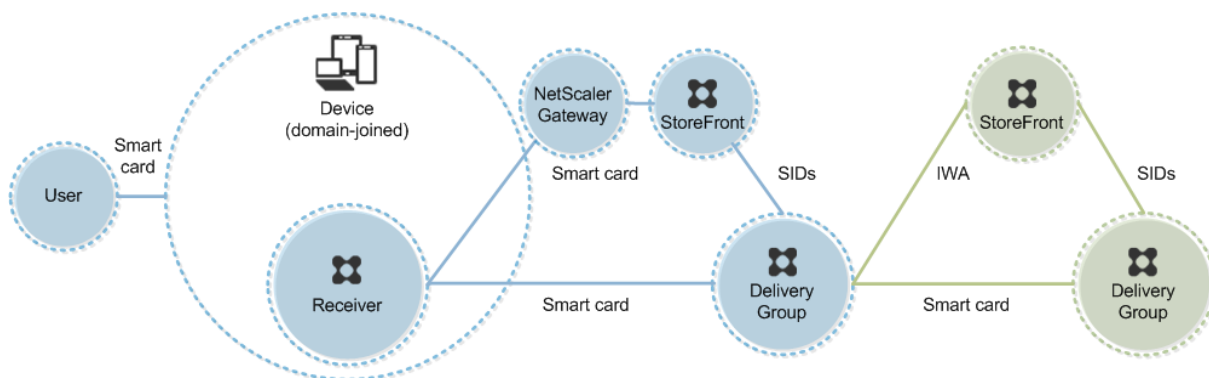 Device
(domain-joined)
NetScaler
Gateway
StoreFront
StoreFront
Smart
card
User
Smart card
SIDs
IWA
SIDs
Receiver
Delivery
Group
Delivery
Group
Smart card
Smart card